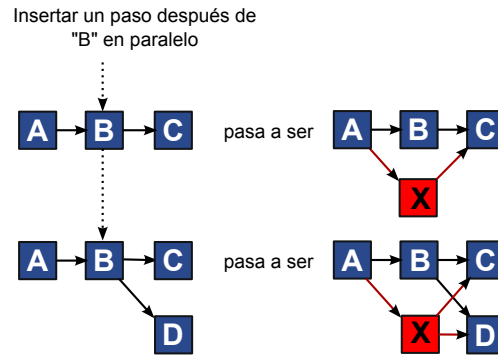 Insertar un paso después de
"B" en paralelo
A B C pasa a ser A B C
X
A B C pasa a ser A B C
D X D